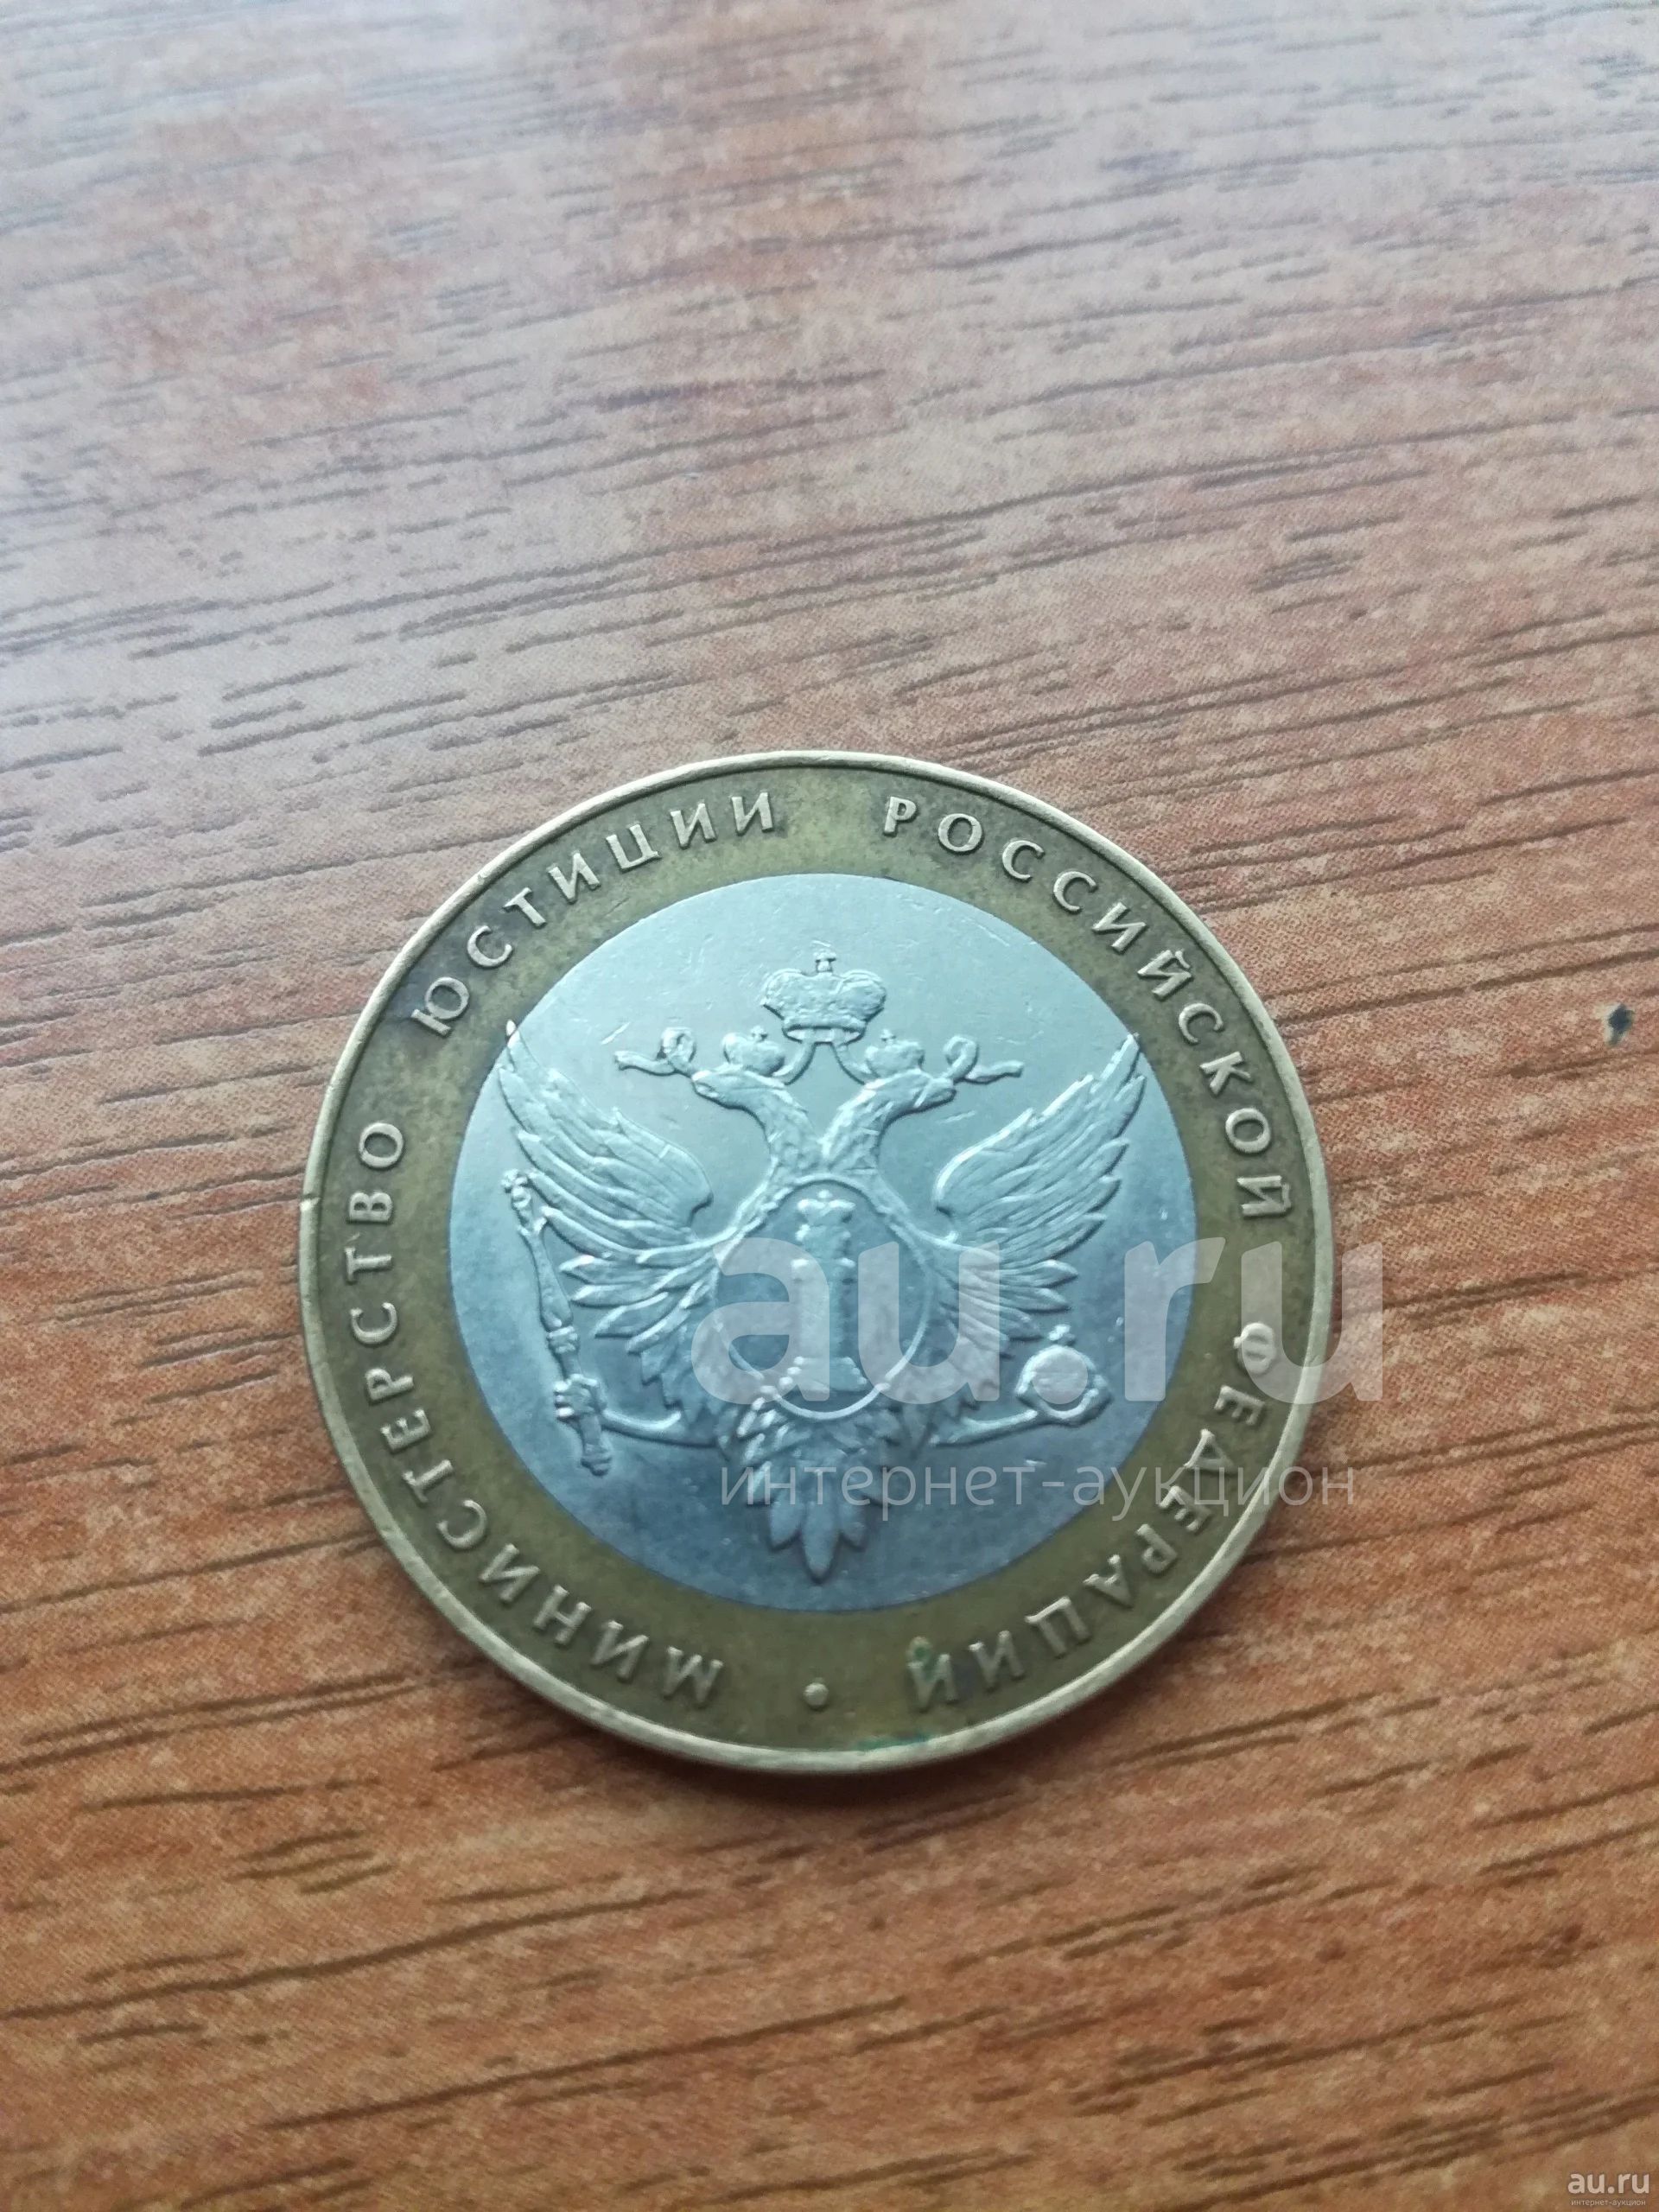 МИНИСТЕРСТВО ЮСТИЦИИ РОССИЙСКОЙ ФЕДЕРАЦИИ •
au.ru
интернет-аукцион
au.ru
интернет-аукцион